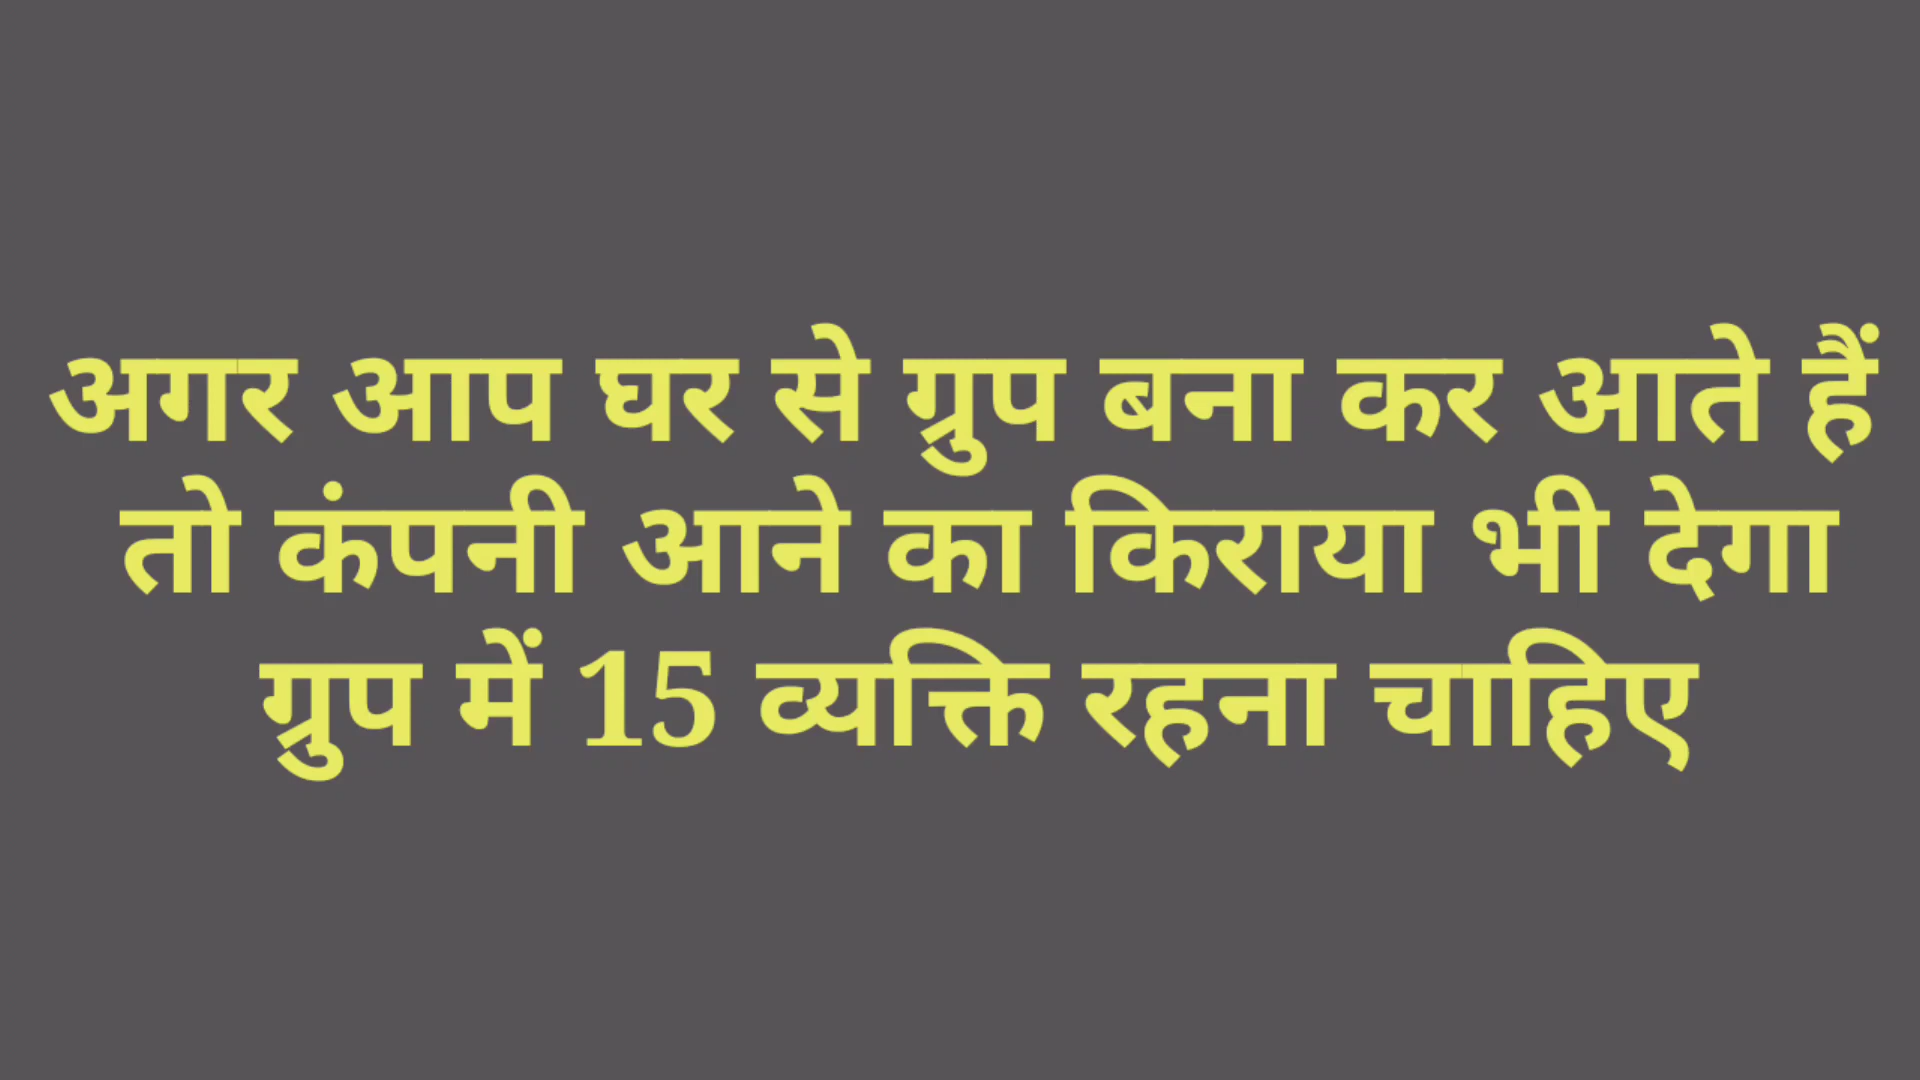 अगर आप घर से ग्रुप बना कर आते हैं
तो कंपनी आने का किराया भी देगा
ग्रुप में 15 व्यक्ति रहना चाहिए